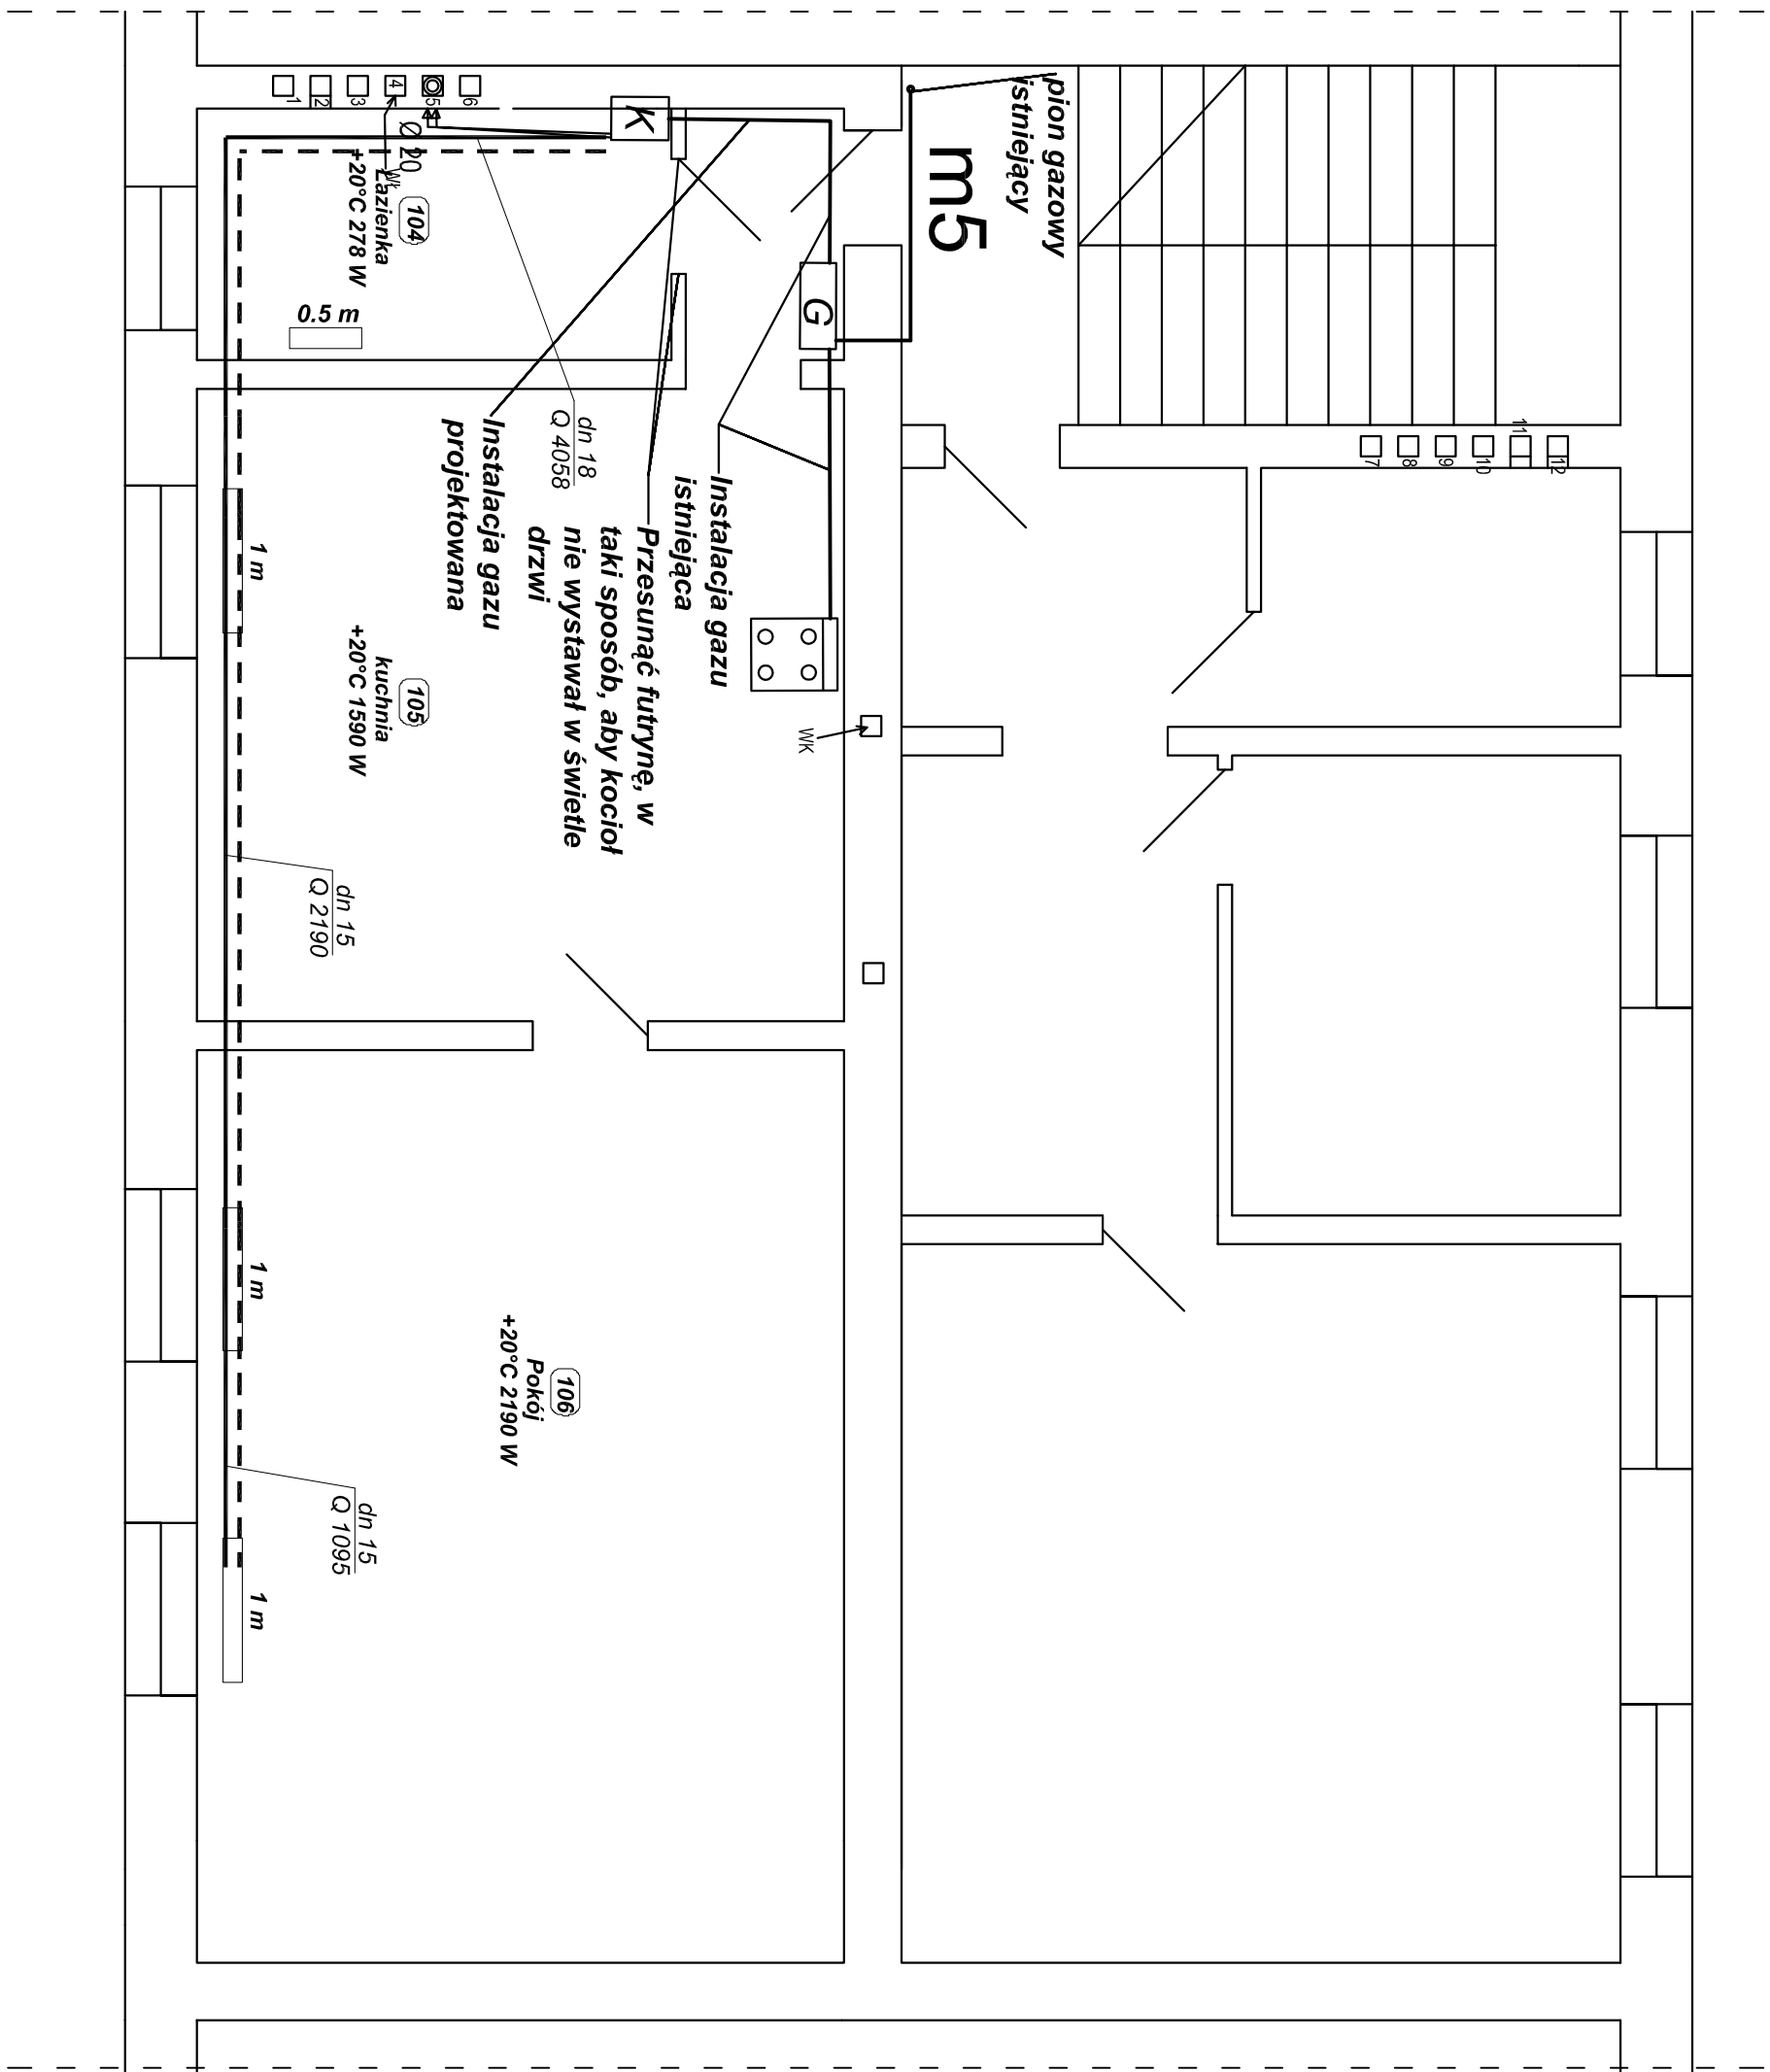 pion gazowy
istniejący
m5
1
2
3
4
5
6
K
Ø
20
Wk
104
Łazienka
+20°C 278 W
0.5 m
G
dn 18
Q 4058
Instalacja gazu
projektowana
Instalacja gazu
istniejąca
Przesunąć futrynę, w
taki sposób, aby kocioł
nie wystawał w świetle
drzwi
7
8
9
10
11
12
1 m
105
kuchnia
+20°C 1590 W
WK
dn 15
Q 2190
1 m
106
Pokój
+20°C 2190 W
dn 15
Q 1095
1 m